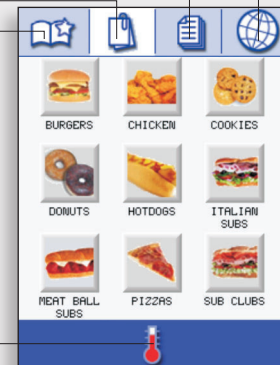 BURGERS
CHICKEN
COOKIES
DONUTS
HOTDOGS
ITALIAN
SUBS
MEAT BALL
SUBS
PIZZAS
SUB CLUBS